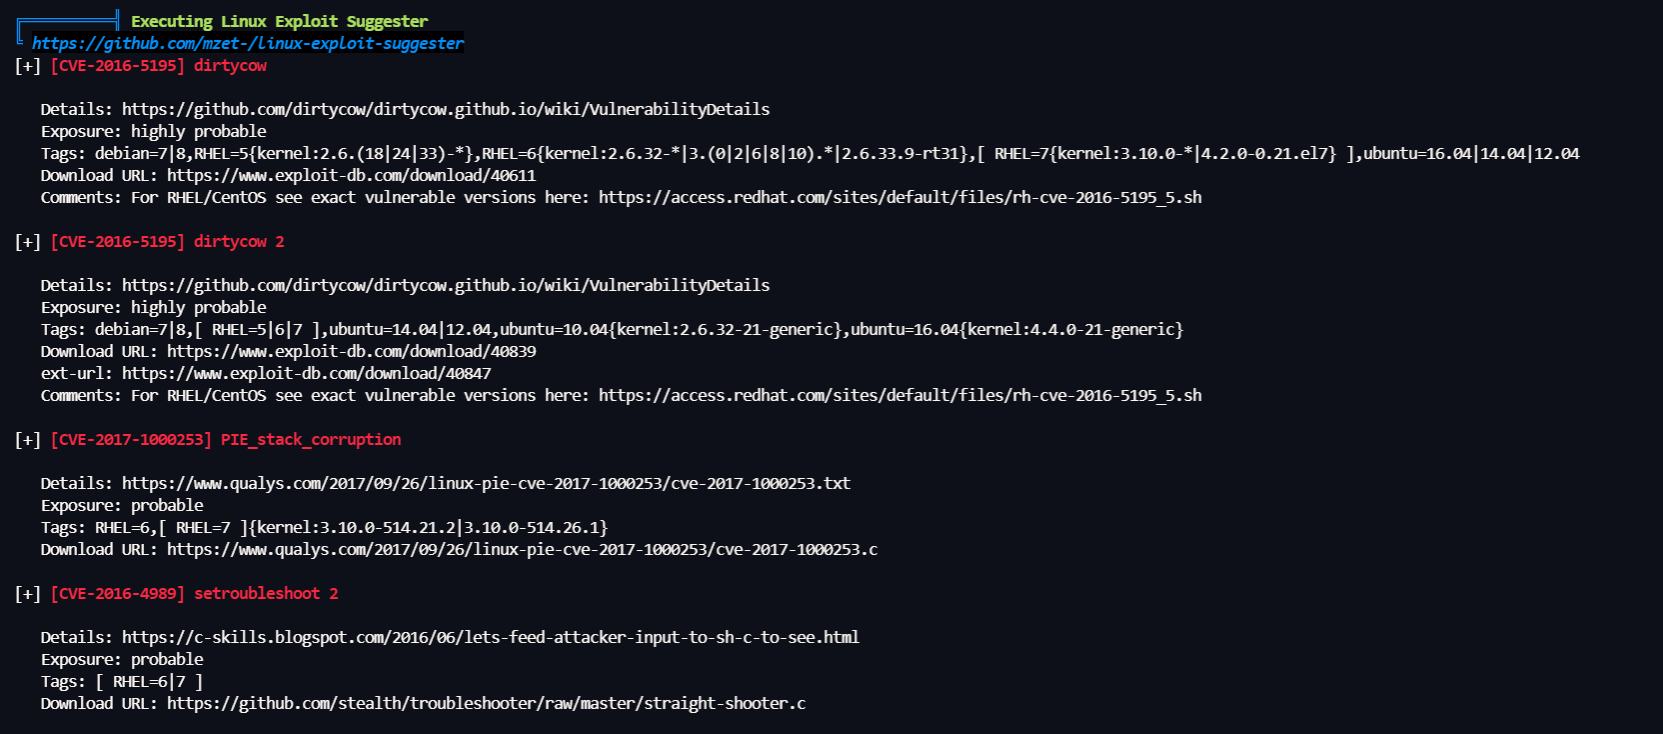 Executing Linux Exploit Suggester
https://github.com/mzet-/linux-exploit-suggester
[+] [CVE-2016-5195] dirtycow
Details: https://github.com/dirtycow/dirtycow.github.io/wiki/VulnerabilityDetails
Exposure: highly probable
Tags: debian=7|8,RHEL=5{kernel:2.6.(18|24|33)-*},RHEL=6{kernel:2.6.32-*|3.(0|2|6|8|10).*|2.6.33.9-rt31},[ RHEL=7{kernel:3.10.0-*|4.2.0-0.21.el7} ],ubuntu=16.04|14.04|12.04
Download URL: https://www.exploit-db.com/download/40611
Comments: For RHEL/CentOS see exact vulnerable versions here: https://access.redhat.com/sites/default/files/rh-cve-2016-5195_5.sh
[+] [CVE-2016-5195] dirtycow 2
Details: https://github.com/dirtycow/dirtycow.github.io/wiki/VulnerabilityDetails
Exposure: highly probable
Tags: debian=7|8,[ RHEL=5|6|7 ],ubuntu=14.04|12.04,ubuntu=10.04{kernel:2.6.32-21-generic},ubuntu=16.04{kernel:4.4.0-21-generic}
Download URL: https://www.exploit-db.com/download/40839
ext-url: https://www.exploit-db.com/download/40847
Comments: For RHEL/CentOS see exact vulnerable versions here: https://access.redhat.com/sites/default/files/rh-cve-2016-5195_5.sh
[+] [CVE-2017-1000253] PIE_stack_corruption
Details: https://www.qualys.com/2017/09/26/linux-pie-cve-2017-1000253/cve-2017-1000253.txt
Exposure: probable
Tags: RHEL=6,[ RHEL=7 ]{kernel:3.10.0-514.21.2|3.10.0-514.26.1}
Download URL: https://www.qualys.com/2017/09/26/linux-pie-cve-2017-1000253/cve-2017-1000253.c
[+] [CVE-2016-4989] setroubleshoot 2
Details: https://c-skills.blogspot.com/2016/06/lets-feed-attacker-input-to-sh-c-to-see.html
Exposure: probable
Tags: [ RHEL=6|7 ]
Download URL: https://github.com/stealth/troubleshooter/raw/master/straight-shooter.c